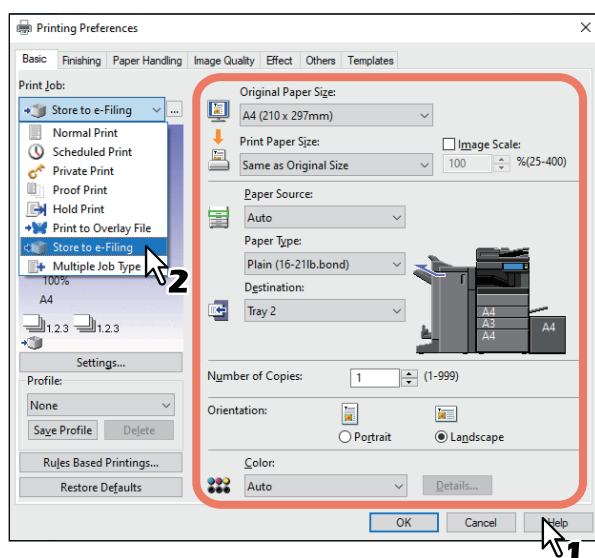 Printing Preferences
Basic Finishing Paper Handling Image Quality Effect Others Templates
Print Job:
Store to e-Filing ...
Normal Print
Scheduled Print
Private Print
Proof Print
Hold Print
Print to Overlay File
Store to e-Filing
Multiple Job Type
2
100%
A4
1.2.3 1.2.3
Settings...
Profile:
None
Save Profile Delete
Rules Based Printings...
Restore Defaults
Original Paper Size:
A4 (210 x 297mm)
Print Paper Size:
Same as Original Size
Image Scale:
100 %(25-400)
Paper Source:
Auto
Paper Type:
Plain (16-21lb.bond)
Destination:
Tray 2
A4
A3
A4
A4
Number of Copies: 1 (1-999)
Orientation:
Portrait Landscape
Color:
Auto Details...
OK Cancel Help
1